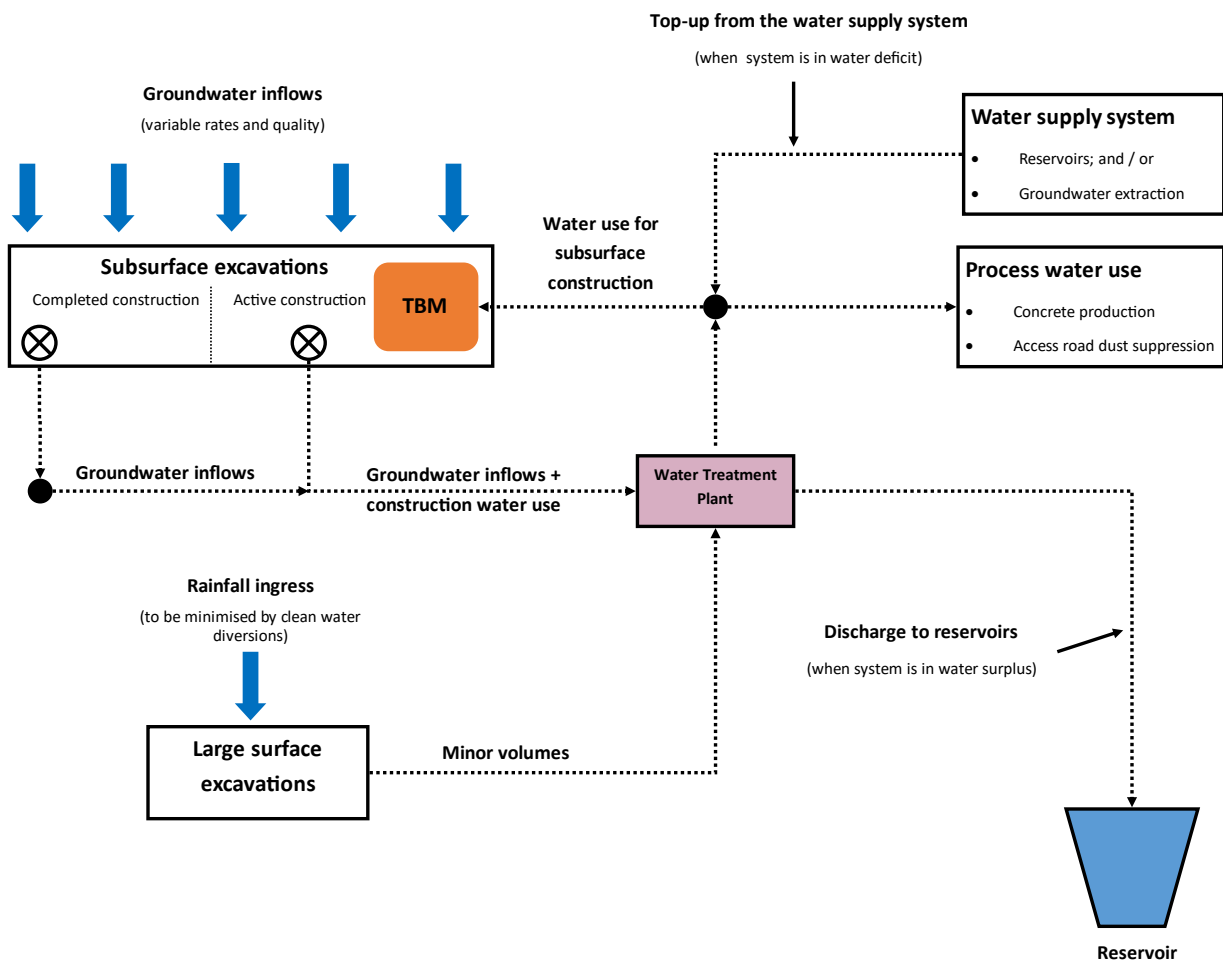 Top-up from the water supply system
(when system is in water deficit)
Groundwater inflows
(variable rates and quality)
Water supply system
• Reservoirs; and / or
• Groundwater extraction
Water use for
subsurface
construction
Subsurface excavations
Completed construction
Active construction
TBM
Process water use
• Concrete production
• Access road dust suppression
Groundwater inflows
Groundwater inflows +
construction water use
Water Treatment
Plant
Rainfall ingress
(to be minimised by clean water
diversions)
Discharge to reservoirs
(when system is in water surplus)
Large surface
excavations
Minor volumes
Reservoir